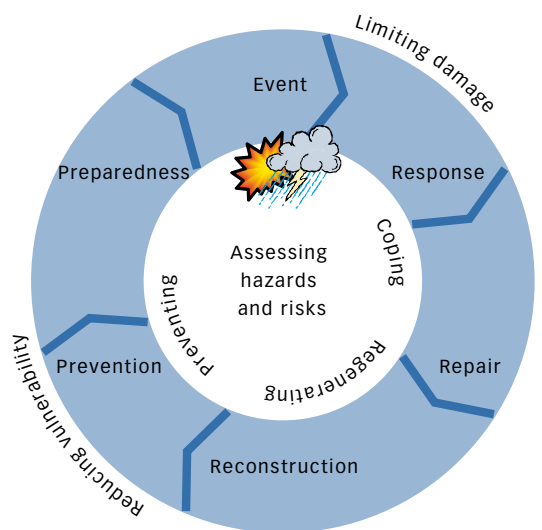 Limiting damage
Event
Preparedness
Response
Coping
Assessing
hazards
and risks
Preventing
Regenerating
Prevention
Repair
Reducing vulnerability
Reconstruction